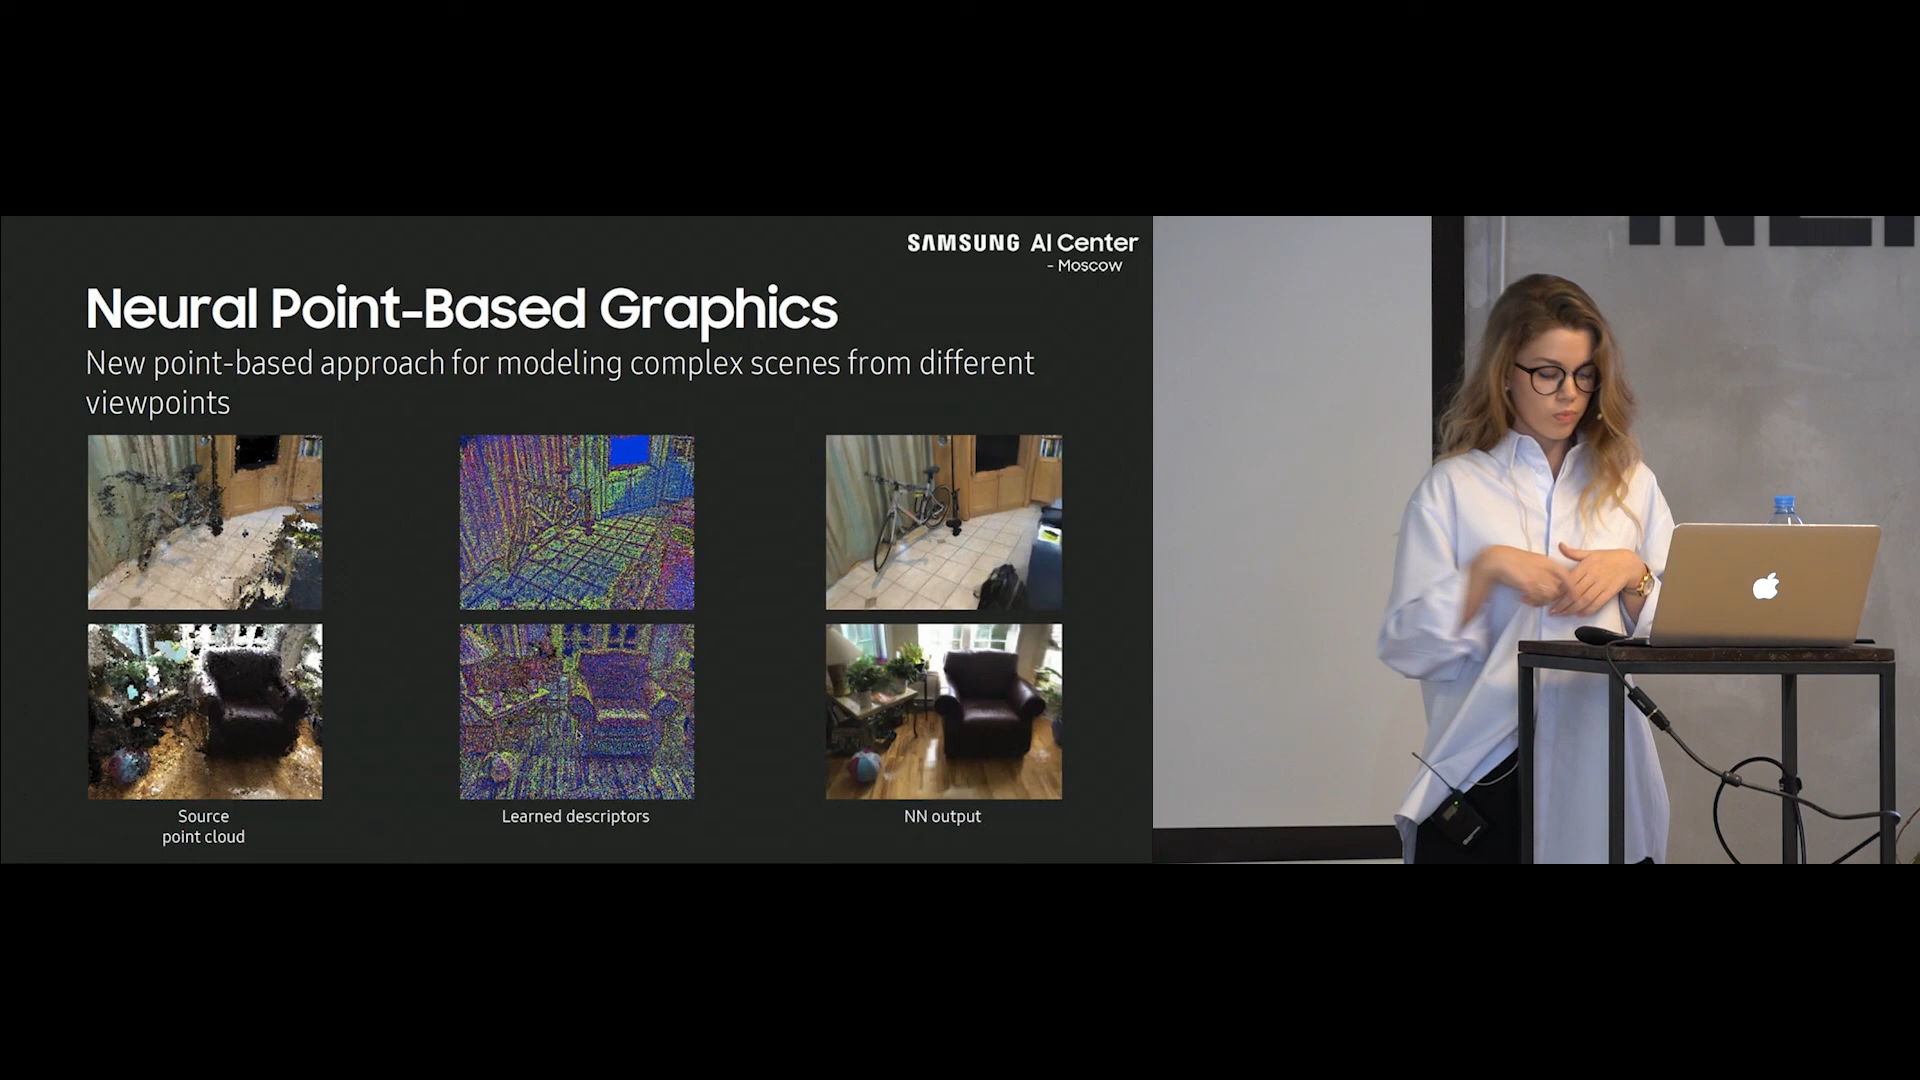 SAMSUNG AI Center
- Moscow
Neural Point-Based Graphics
New point-based approach for modeling complex scenes from different
viewpoints
Source
point cloud
Learned descriptors
NN output